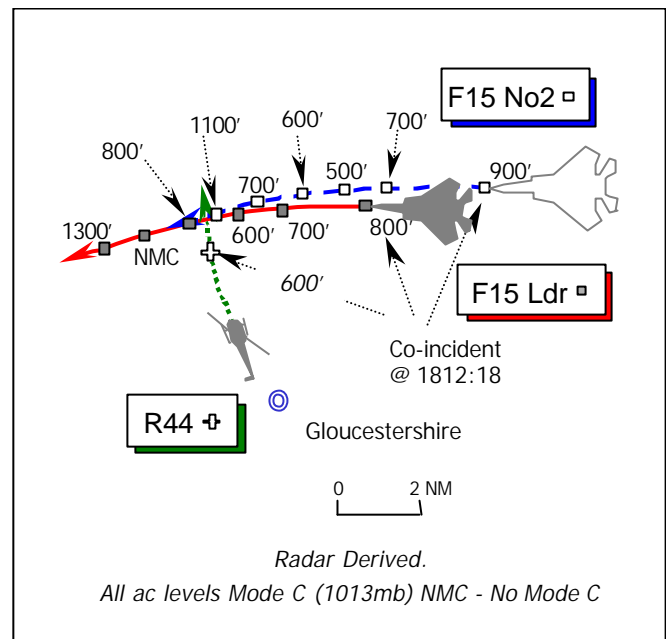 F15 No2
600'
700'
1100'
800'
700'
500'
900'
1300'
NMC
600'
700'
800'
600'
F15 Ldr
Co-incident
@ 1812:18
R44
Gloucestershire
0 2 NM
Radar Derived.
All ac levels Mode C (1013mb) NMC - No Mode C